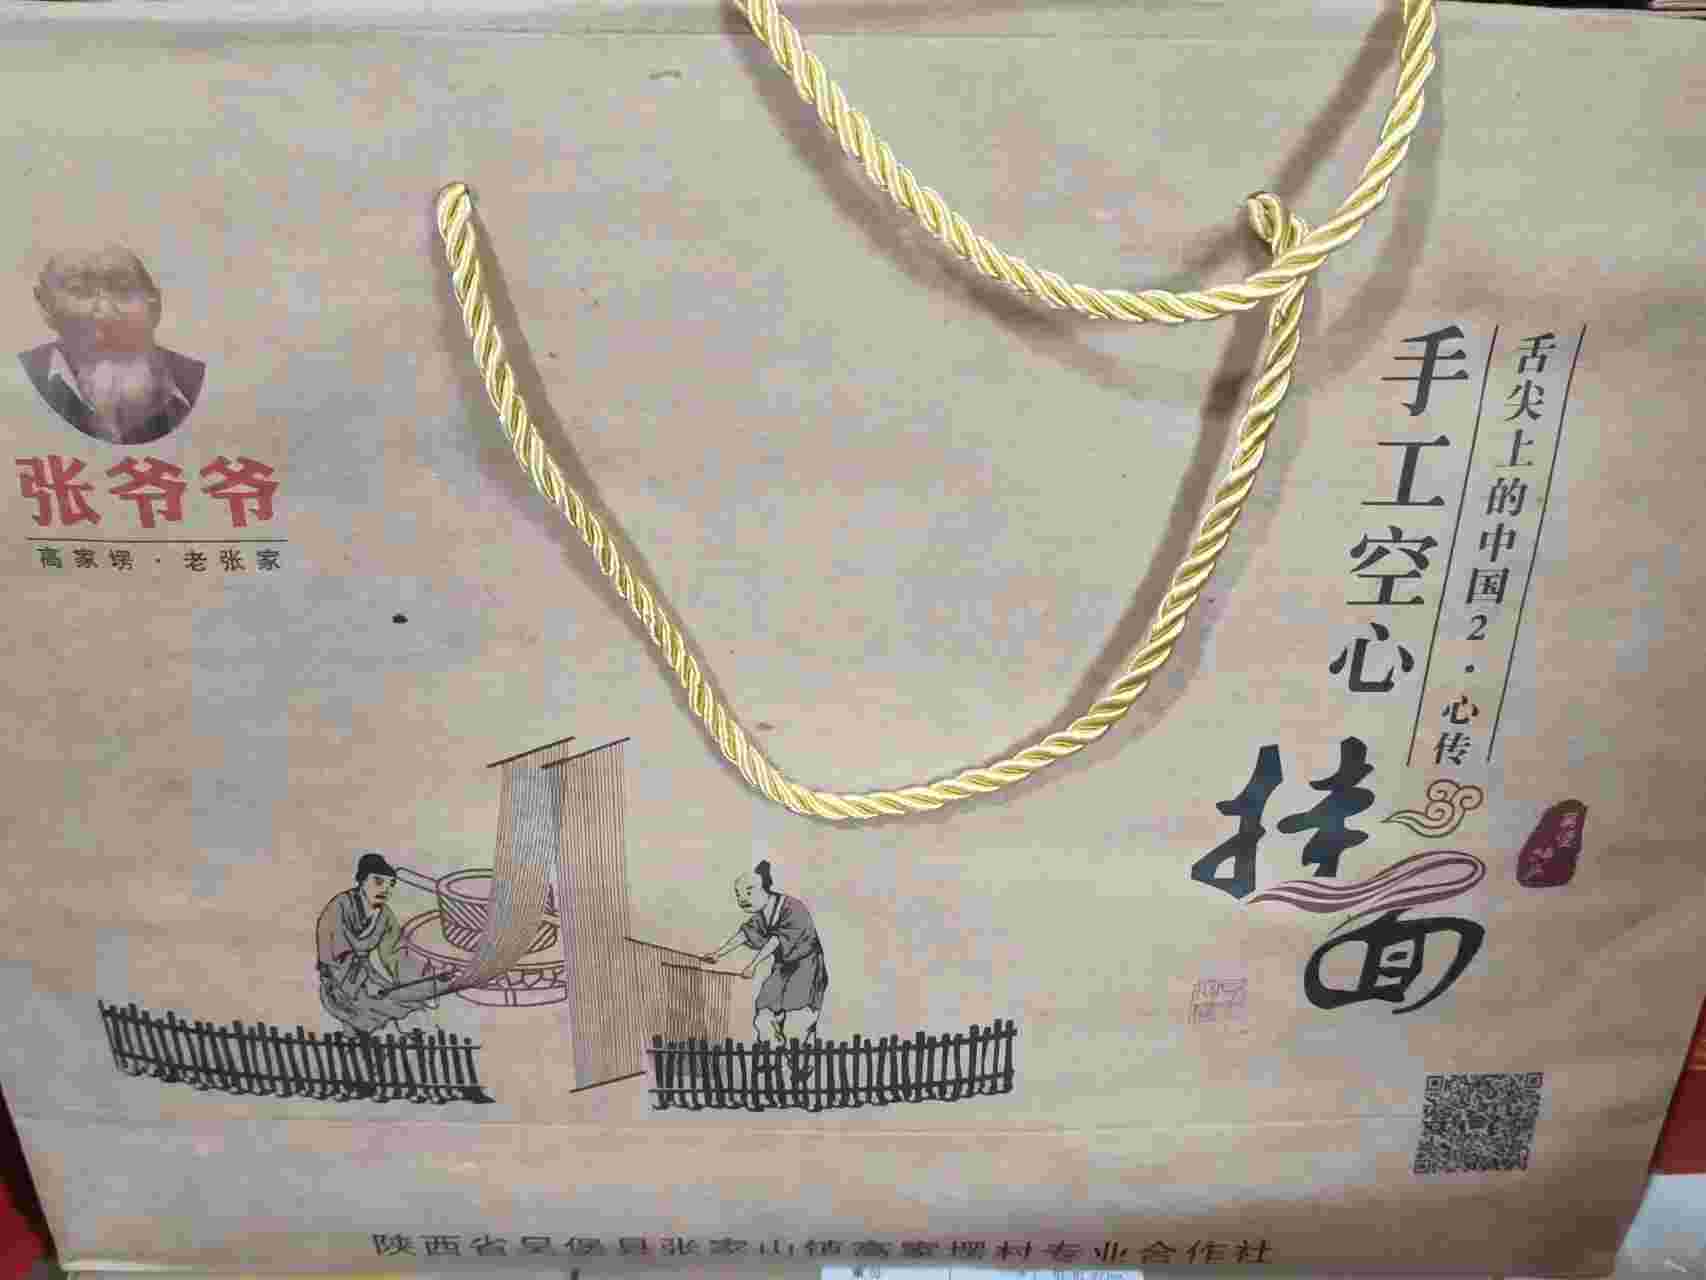 张爷爷
高家塄·老张家
舌尖上的中国2·心传
手工空心
挂面
陕西省吴堡县张家山镇高家塄村专业合作社